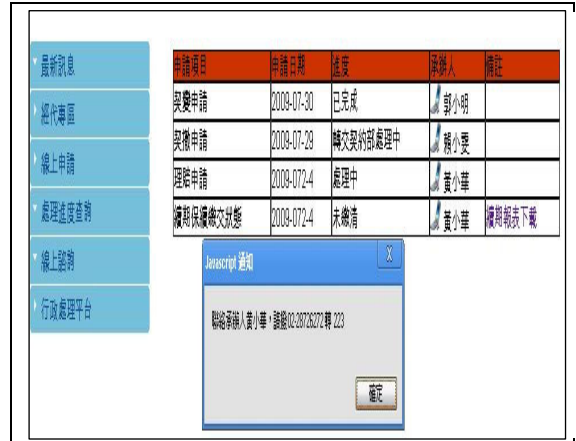 最新訊息
經代專區
線上申請
處理進度查詢
線上諮詢
行政處理平台
申請項目 申請日期 進度 承辦人 備註
契變申請 2009-07-30 已完成 郭小明
契撤申請 2009-07-29 轉交契約部處理中 賴小雯
理賠申請 2009-072-4 處理中 黃小華
續期保續繳交狀態 2009-072-4 未繳清 黃小華 續期報表下載
Javascript 通知 X
聯絡承辦人黃小華，請撥02-28726272 轉 223
確定